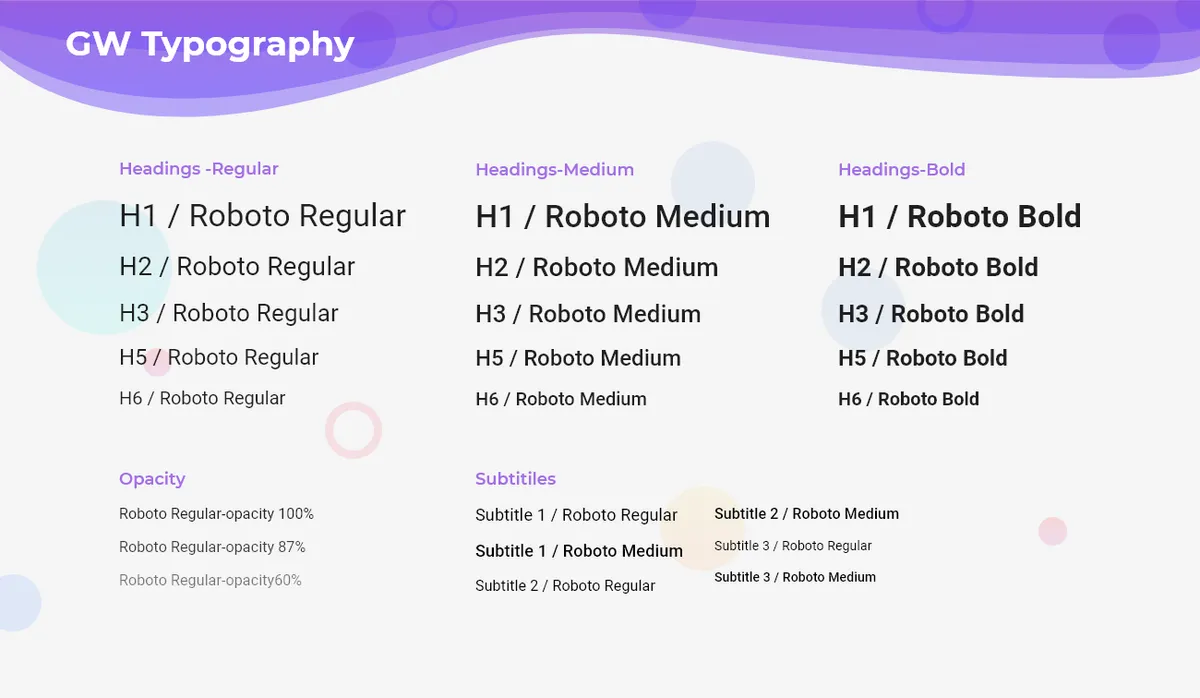 GW Typography
Headings -Regular
H1 / Roboto Regular
H2 / Roboto Regular
H3 / Roboto Regular
H5 / Roboto Regular
H6 / Roboto Regular
Headings-Medium
H1 / Roboto Medium
H2 / Roboto Medium
H3 / Roboto Medium
H5 / Roboto Medium
H6 / Roboto Medium
Headings-Bold
H1 / Roboto Bold
H2 / Roboto Bold
H3 / Roboto Bold
H5 / Roboto Bold
H6 / Roboto Bold
Opacity
Roboto Regular-opacity 100%
Roboto Regular-opacity 87%
Roboto Regular-opacity60%
Subtitiles
Subtitle 1 / Roboto Regular
Subtitle 1 / Roboto Medium
Subtitle 2 / Roboto Regular
Subtitle 2 / Roboto Medium
Subtitle 3 / Roboto Regular
Subtitle 3 / Roboto Medium